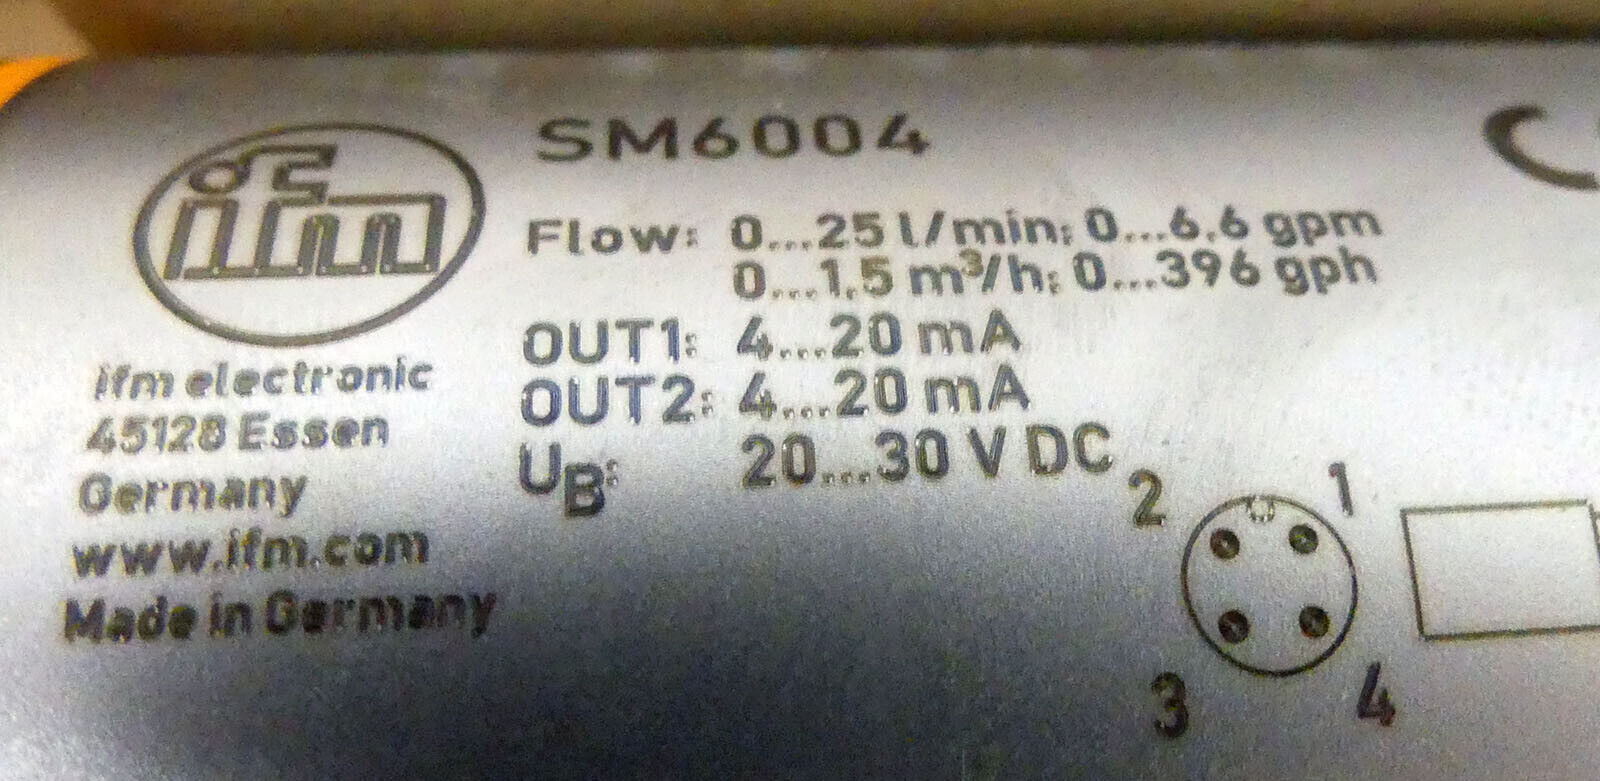 ifm
SM6004
Flow: 0...25 l/min; 0...6.6 gpm
0...1.5 m³/h; 0...396 gph
OUT1: 4...20 mA
OUT2: 4...20 mA
UB: 20...30 V DC
ifm electronic
45128 Essen
Germany
www.ifm.com
Made in Germany
2 1
3 4